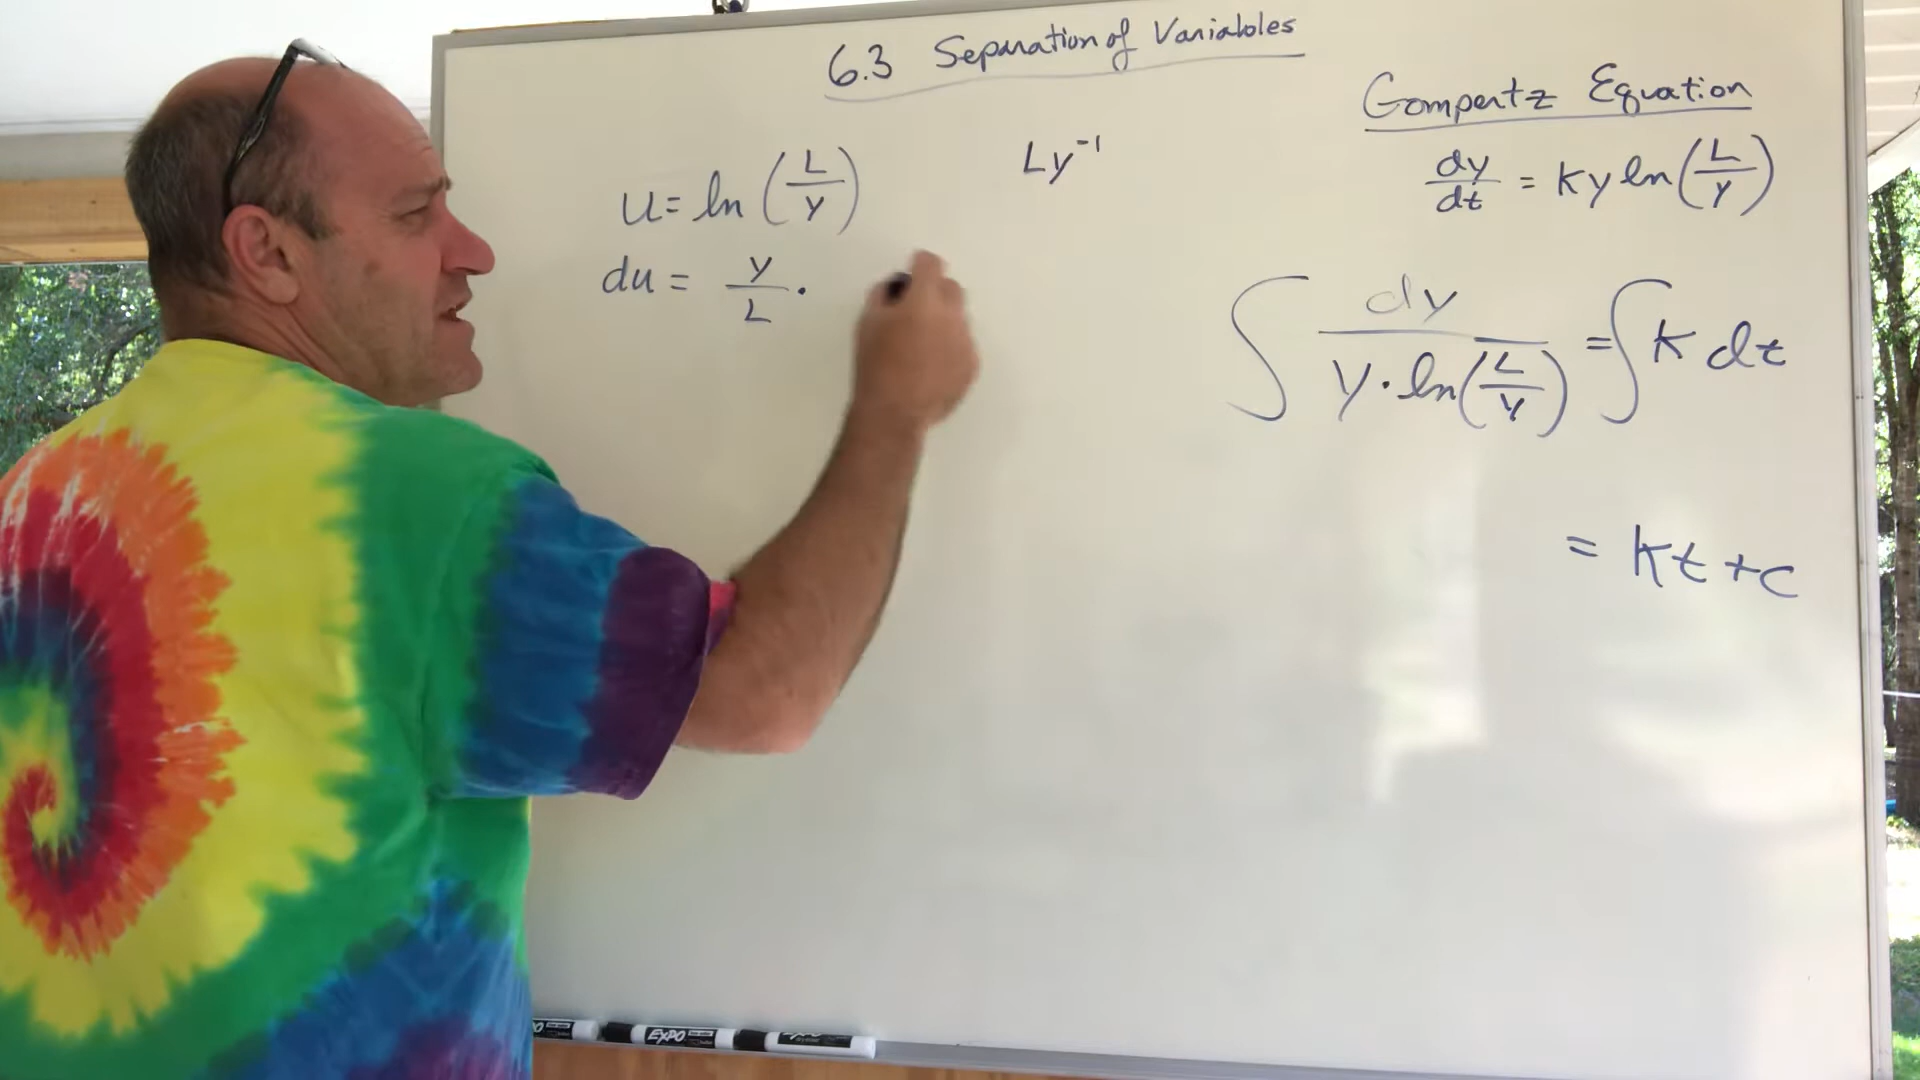 6.3 Separation of Variables
u = ln (L/y)
Ly⁻¹
du = y/L ·
Gompertz Equation
dy/dt = Ky ln (L/y)
∫ dy / (y · ln(L/y)) = ∫ K dt
= Kt + C
EXPO